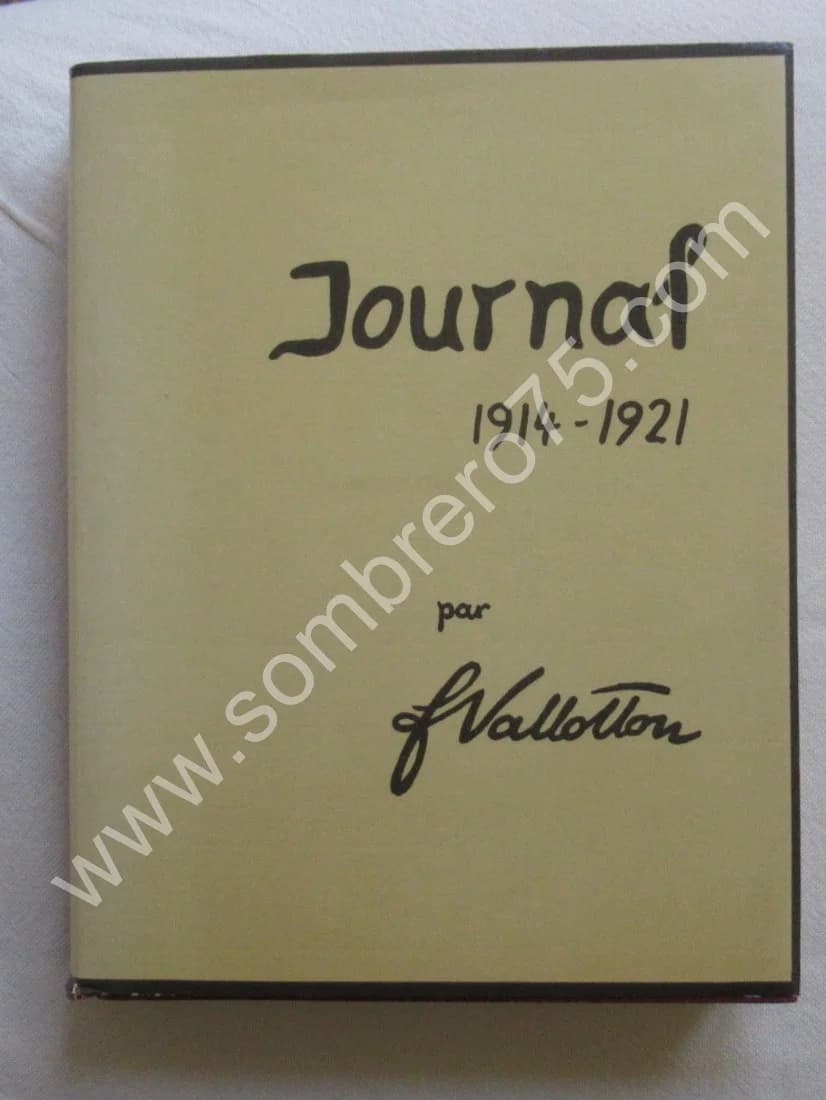 Journal
1914-1921
par
f Vallotton
www.sombrero75.com